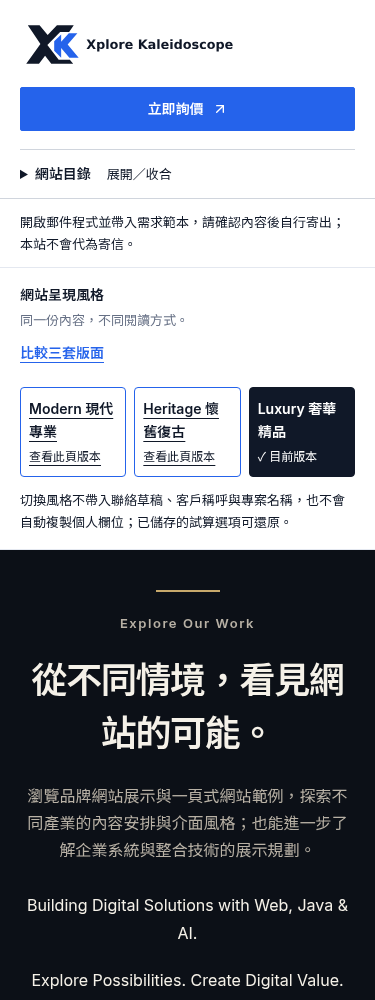 Xplore Kaleidoscope
立即詢價
網站目錄 展開／收合
開啟郵件程式並帶入需求範本，請確認內容後自行寄出；
本站不會代為寄信。
網站呈現風格
同一份內容，不同閱讀方式。
比較三套版面
Modern 現代
專業
查看此頁版本
Heritage 懷
舊復古
查看此頁版本
Luxury 奢華
精品
✓ 目前版本
切換風格不帶入聯絡草稿、客戶稱呼與專案名稱，也不會
自動複製個人欄位；已儲存的試算選項可還原。
Explore Our Work
從不同情境，看見網
站的可能。
瀏覽品牌網站展示與一頁式網站範例，探索不
同產業的內容安排與介面風格；也能進一步了
解企業系統與整合技術的展示規劃。
Building Digital Solutions with Web, Java &
AI.
Explore Possibilities. Create Digital Value.